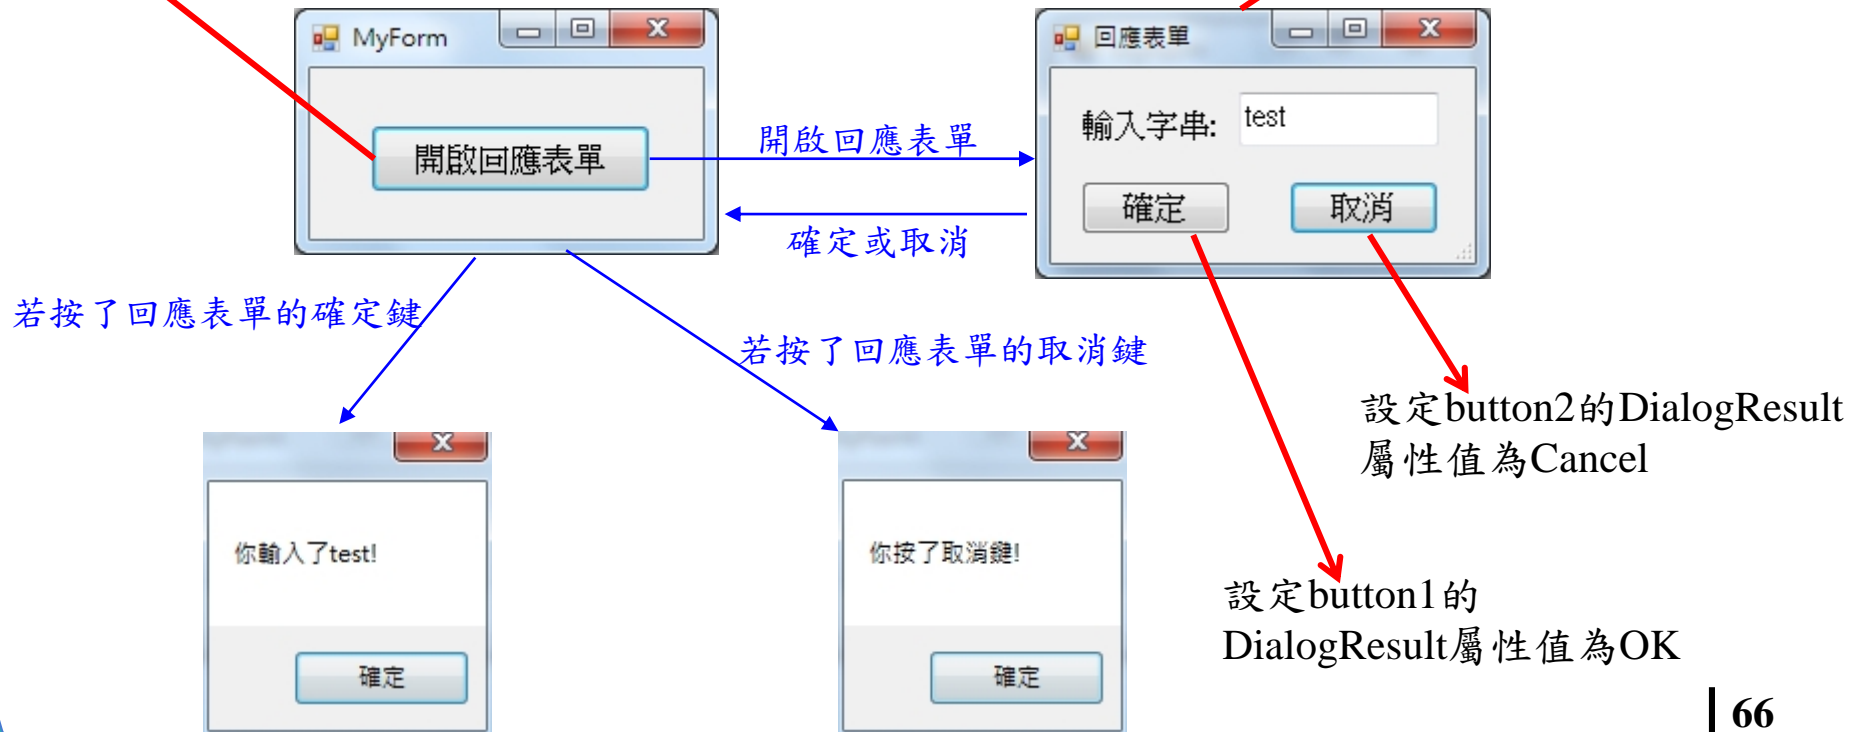 MyForm
開啟回應表單
開啟回應表單
確定或取消
回應表單
輸入字串: test
確定 取消
若按了回應表單的確定鍵
若按了回應表單的取消鍵
設定button2的DialogResult
屬性值為Cancel
你輸入了test!
確定
你按了取消鍵!
確定
設定button1的
DialogResult屬性值為OK
66